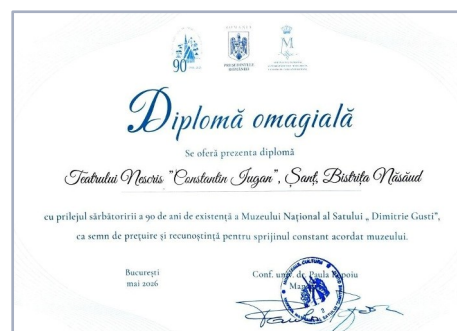 90
ROMÂNIA
M
Diplomă omagială
Se oferă prezenta diplomă
Teatrului Nescris "Constantin Iugan", Șanț, Bistrița Năsăud
cu prilejul sărbătoririi a 90 de ani de existență a Muzeului Național al Satului „ Dimitrie Gusti”,
ca semn de prețuire și recunoștință pentru sprijinul constant acordat muzeului.
București
Conf. univ. dr. Paula Popoiu
mai 2026